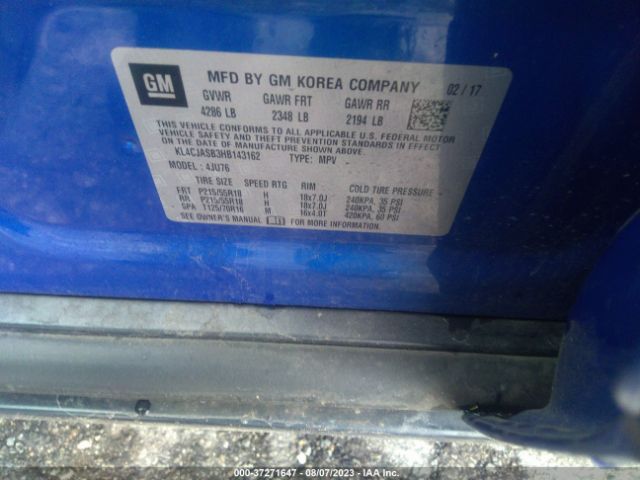 GM
MFD BY GM KOREA COMPANY 02/17
GVWR GAWR FRT GAWR RR
4286 LB 2348 LB 2194 LB
THIS VEHICLE CONFORMS TO ALL APPLICABLE U.S. FEDERAL MOTOR
VEHICLE SAFETY AND THEFT PREVENTION STANDARDS IN EFFECT ON
THE DATE OF MANUFACTURE SHOWN ABOVE.
KL4CJASB3HB143162 TYPE: MPV
MODEL: 4JU76
TIRE SIZE SPEED RTG RIM COLD TIRE PRESSURE
FRT P215/55R18 H 18x7.0J 240KPA, 35 PSI
RR P215/55R18 H 18x7.0J 240KPA, 35 PSI
SPA T125/70R16 M 16x4.0T 420KPA, 60 PSI
SEE OWNER'S MANUAL FOR MORE INFORMATION.
000-37271647 - 08/07/2023 - IAA Inc.